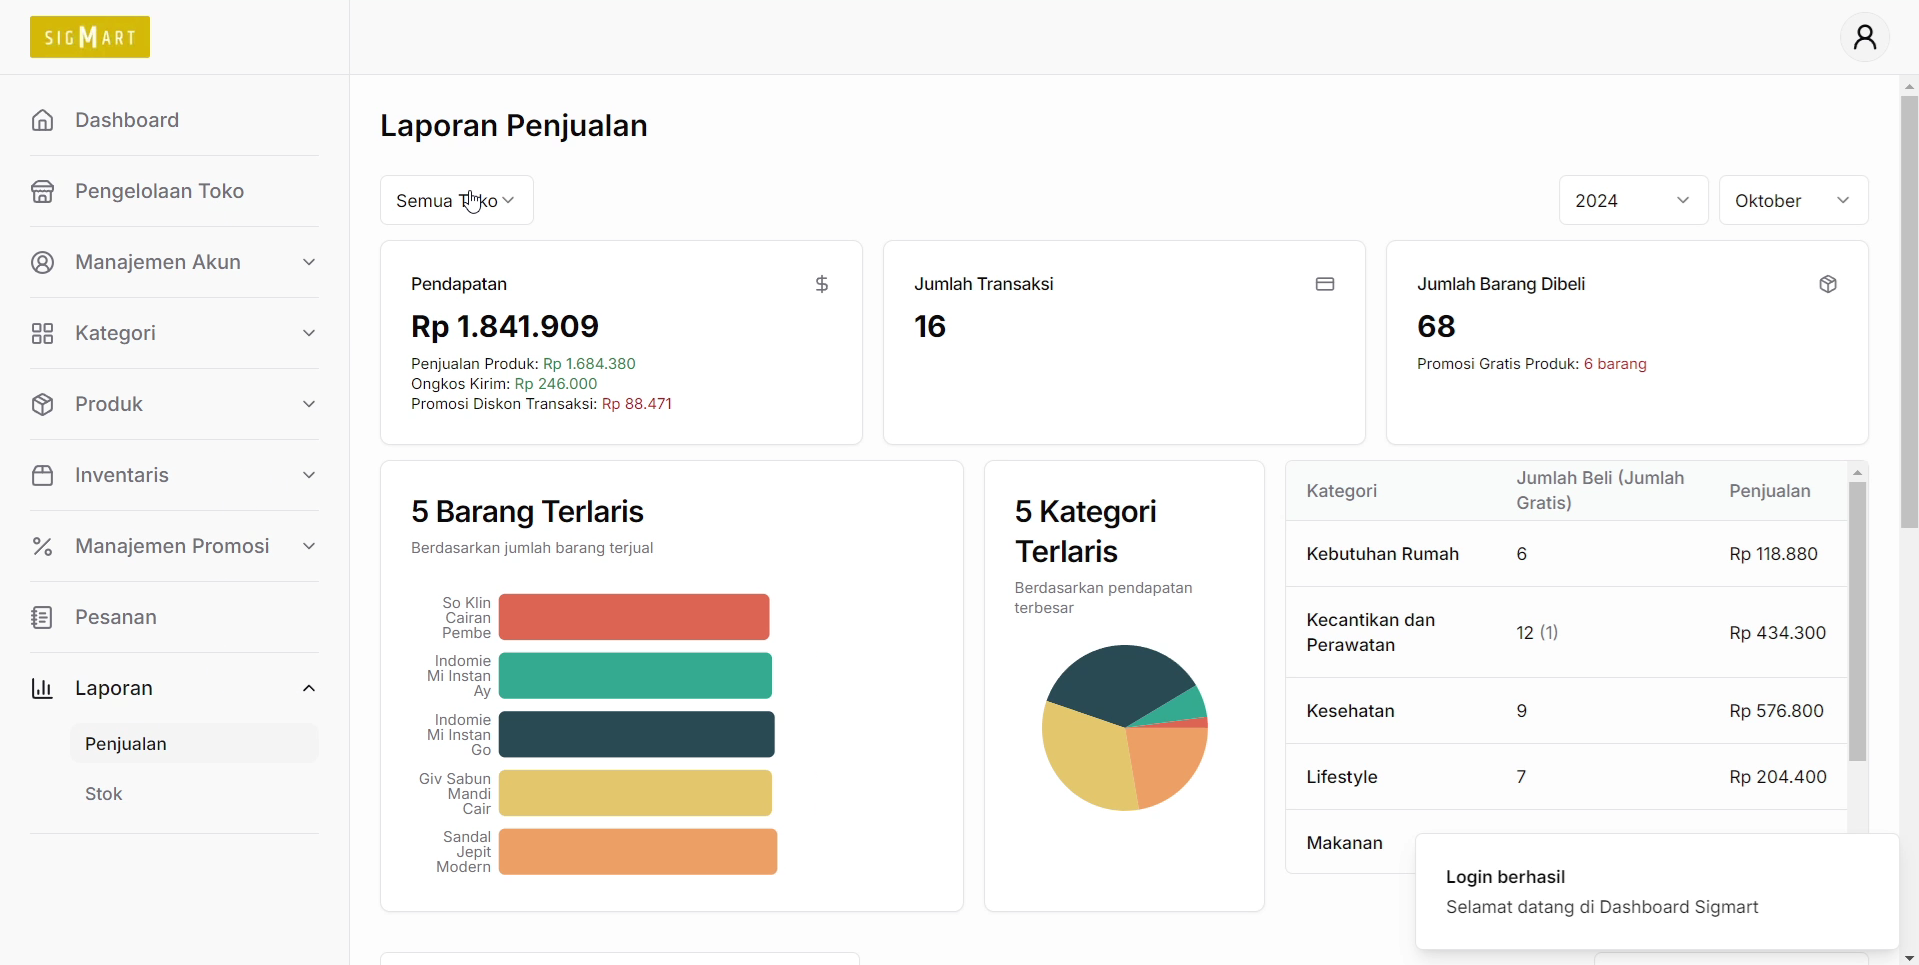 SIGMART
Dashboard
Pengelolaan Toko
Manajemen Akun
Kategori
Produk
Inventaris
Manajemen Promosi
Pesanan
Laporan
Penjualan
Stok
Laporan Penjualan
Semua Toko
2024
Oktober
Pendapatan
$
Rp 1.841.909
Penjualan Produk: Rp 1.684.380
Ongkos Kirim: Rp 246.000
Promosi Diskon Transaksi: Rp 88.471
Jumlah Transaksi
16
Jumlah Barang Dibeli
68
Promosi Gratis Produk: 6 barang
5 Barang Terlaris
Berdasarkan jumlah barang terjual
So Klin
Cairan
Pembe
Indomie
Mi Instan
Ay
Indomie
Mi Instan
Go
Giv Sabun
Mandi
Cair
Sandal
Jepit
Modern
5 Kategori
Terlaris
Berdasarkan pendapatan
terbesar
Kategori
Jumlah Beli (Jumlah
Gratis)
Penjualan
Kebutuhan Rumah 6 Rp 118.880
Kecantikan dan
Perawatan
12 (1) Rp 434.300
Kesehatan 9 Rp 576.800
Lifestyle 7 Rp 204.400
Makanan
Login berhasil
Selamat datang di Dashboard Sigmart